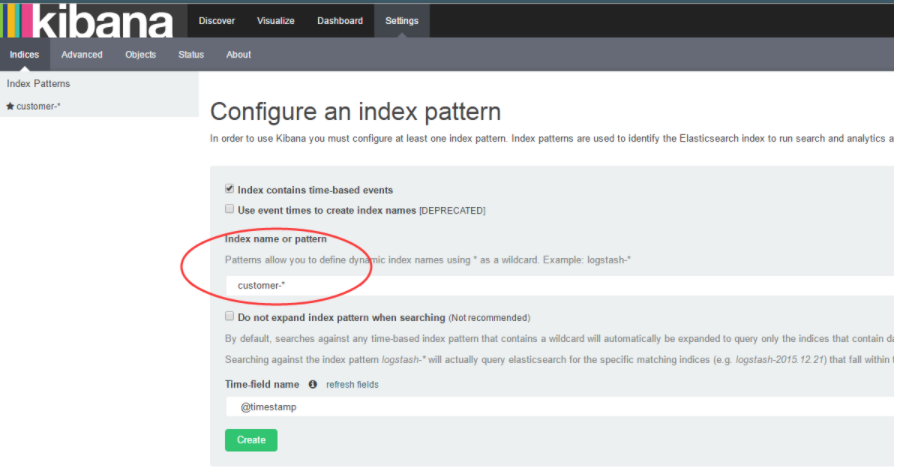 kibana
Discover Visualize Dashboard Settings
Indices Advanced Objects Status About
Index Patterns
customer-*
Configure an index pattern
In order to use Kibana you must configure at least one index pattern. Index patterns are used to identify the Elasticsearch index to run search and analytics a
Index contains time-based events
Use event times to create index names [DEPRECATED]
Index name or pattern
Patterns allow you to define dynamic index names using * as a wildcard. Example: logstash-*
customer-*
Do not expand index pattern when searching (Not recommended)
By default, searches against any time-based index pattern that contains a wildcard will automatically be expanded to query only the indices that contain da
Searching against the index pattern logstash-* will actually query elasticsearch for the specific matching indices (e.g. logstash-2015.12.21) that fall within
Time-field name refresh fields
@timestamp
Create